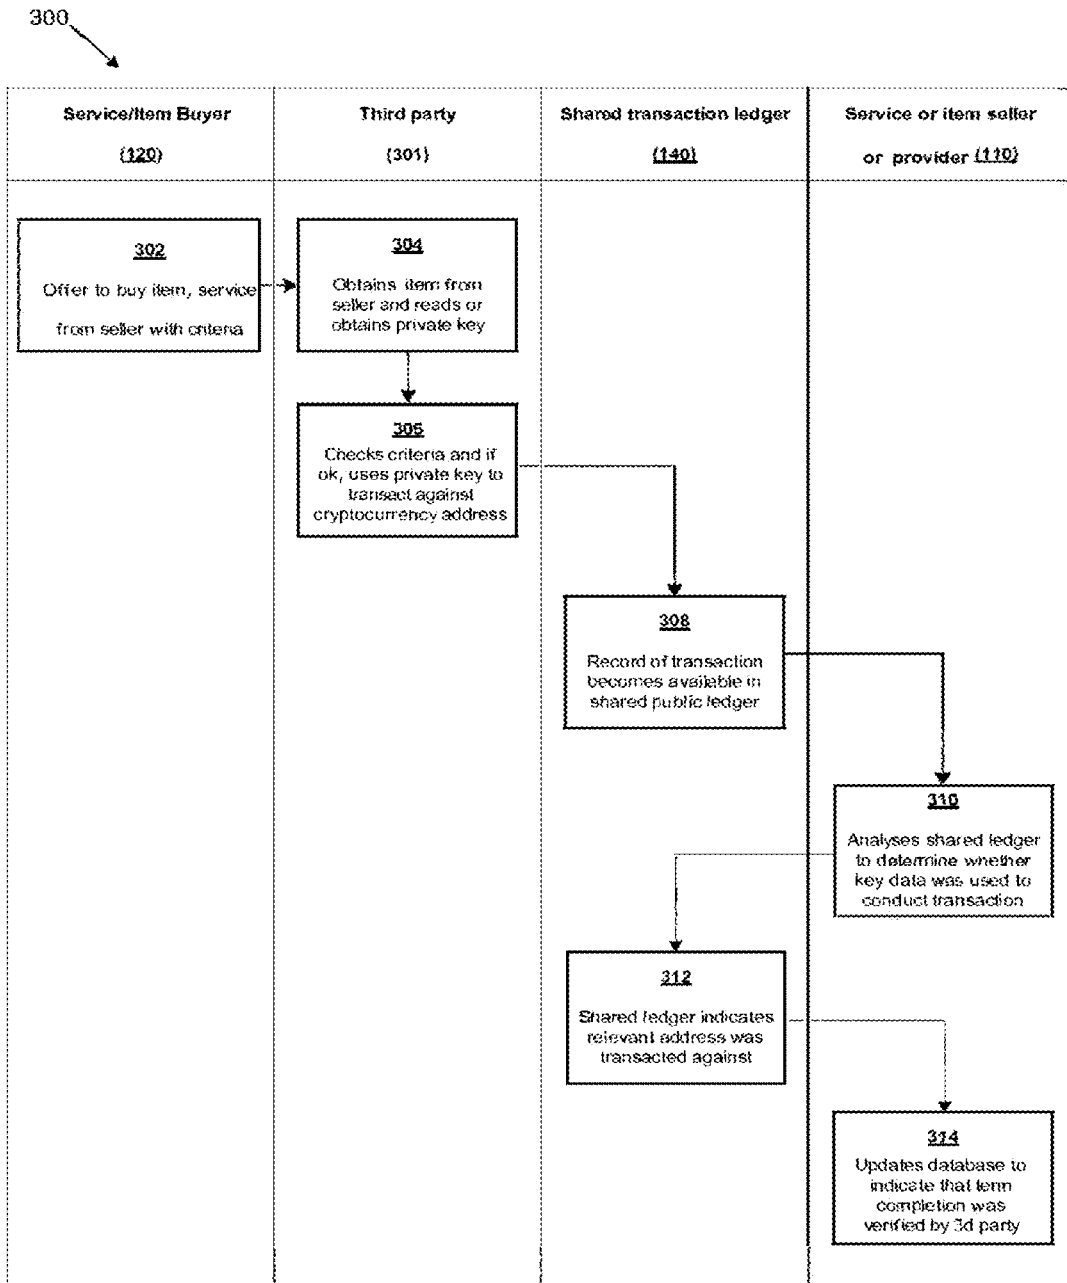 300
Service/Item Buyer
(120)
Third party
(301)
Shared transaction ledger
(140)
Service or item seller
or provider (110)
302
Offer to buy item, service
from seller with criteria
304
Obtains item from
seller and reads or
obtains private key
306
Checks criteria and if
ok, uses private key to
transact against
cryptocurrency address
308
Record of transaction
becomes available in
shared public ledger
310
Analyses shared ledger
to determine whether
key data was used to
conduct transaction
312
Shared ledger indicates
relevant address was
transacted against
314
Updates database to
indicate that term
completion was
verified by 3d party